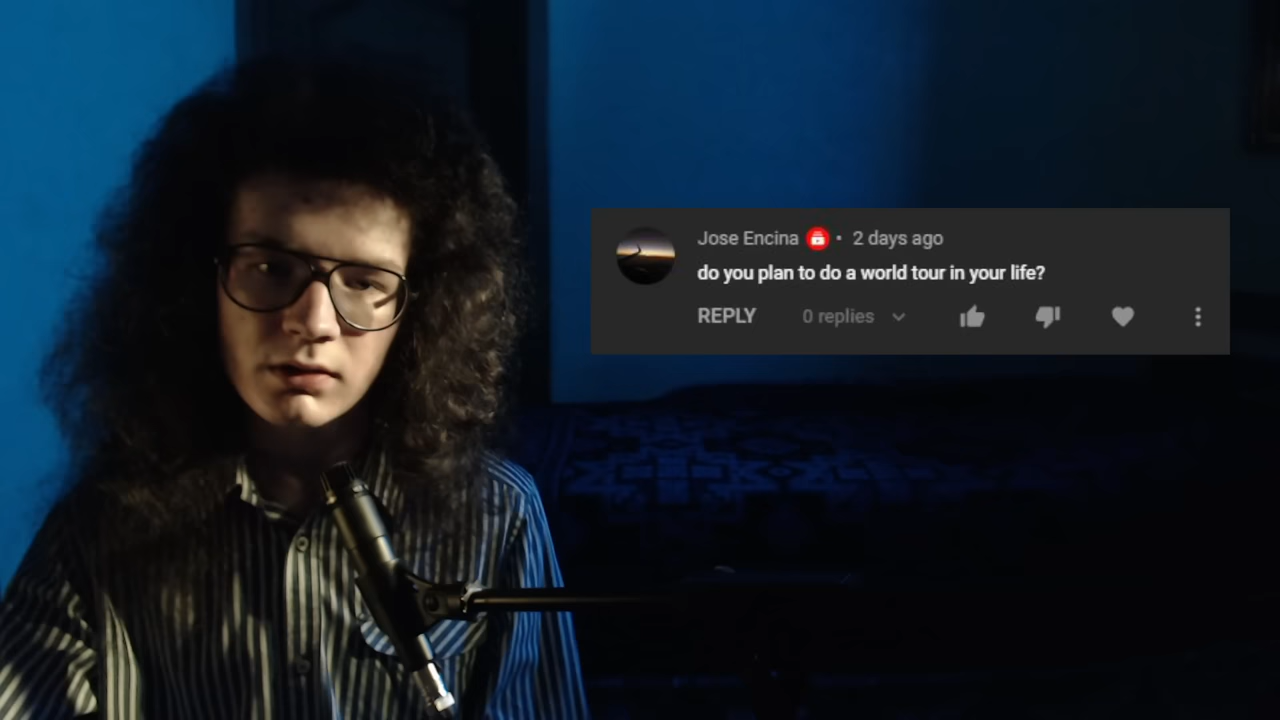 Jose Encina • 2 days ago
do you plan to do a world tour in your life?
REPLY 0 replies